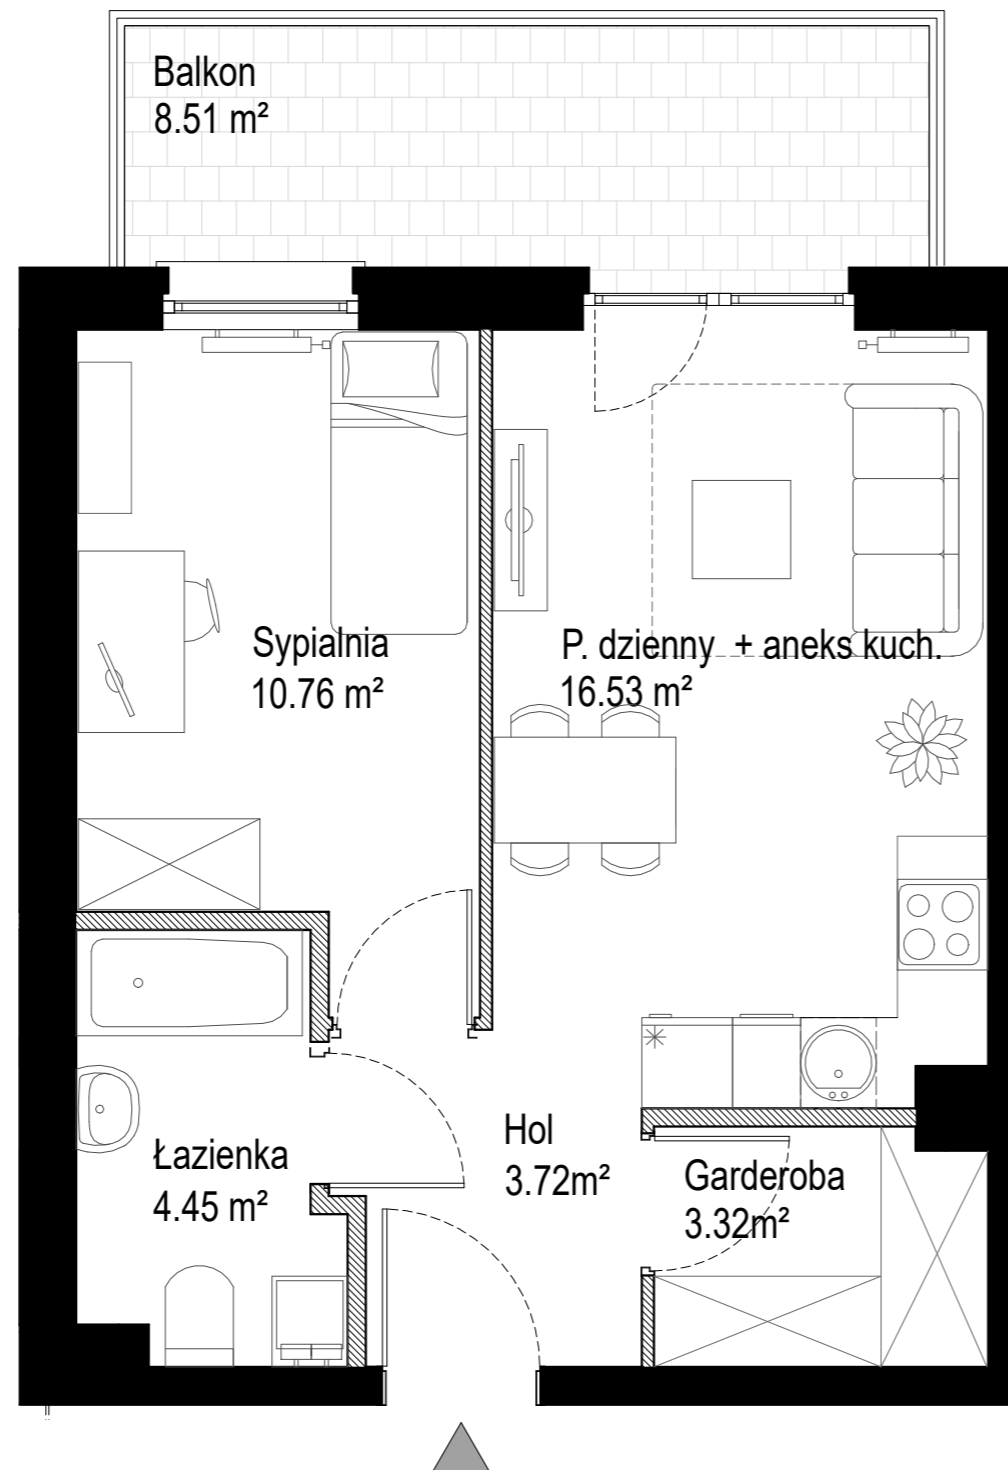 Balkon
8.51 m²
Sypialnia
10.76 m²
P. dzienny + aneks kuch.
16.53 m²
Hol
3.72m²
Łazienka
4.45 m²
Garderoba
3.32m²